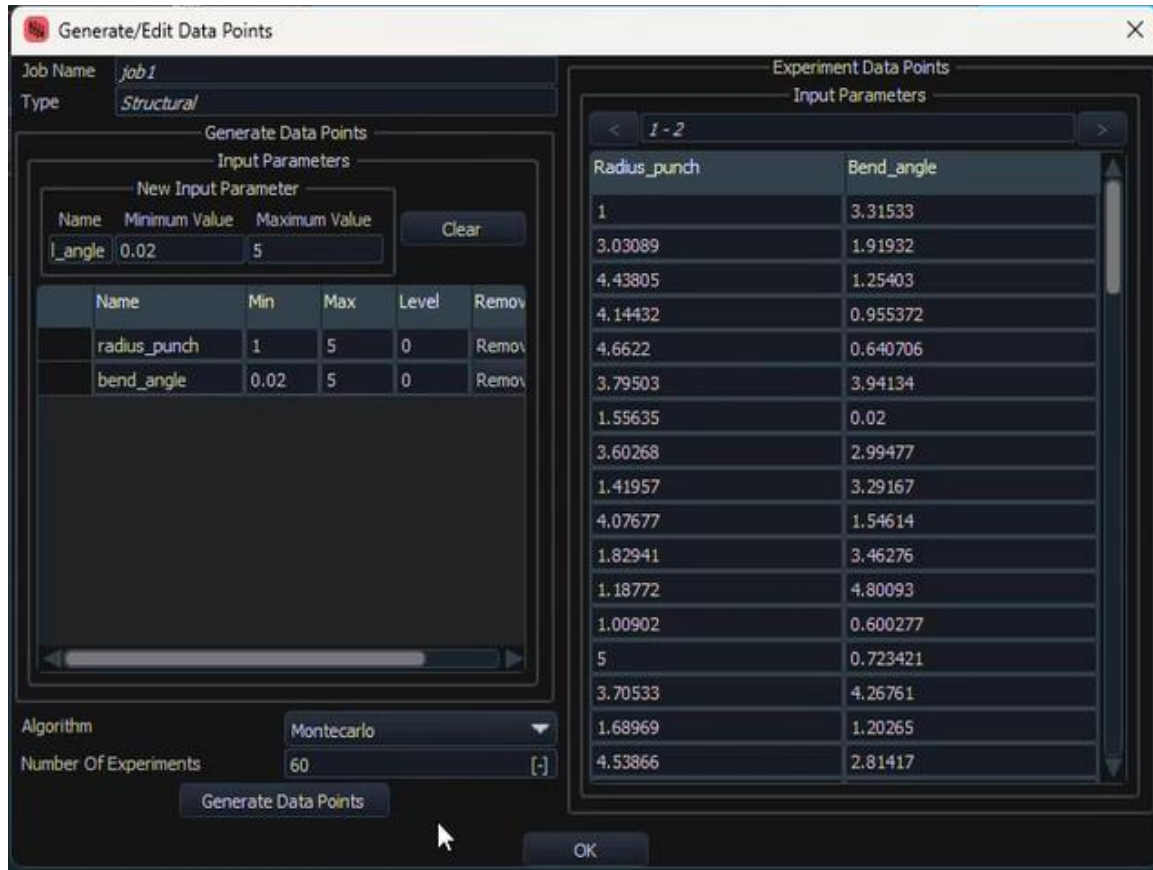 Generate/Edit Data Points
Job Name job1
Type Structural
Generate Data Points
Input Parameters
New Input Parameter
Name Minimum Value Maximum Value
l_angle 0.02 5
Clear
Name Min Max Level Remov
radius_punch 1 5 0 Remov
bend_angle 0.02 5 0 Remov
Algorithm Montecarlo
Number Of Experiments 60 [-]
Generate Data Points
Experiment Data Points
Input Parameters
< 1 - 2 >
Radius_punch Bend_angle
1 3.31533
3.03089 1.91932
4.43805 1.25403
4.14432 0.955372
4.6622 0.640706
3.79503 3.94134
1.55635 0.02
3.60268 2.99477
1.41957 3.29167
4.07677 1.54614
1.82941 3.46276
1.18772 4.80093
1.00902 0.600277
5 0.723421
3.70533 4.26761
1.68969 1.20265
4.53866 2.81417
OK